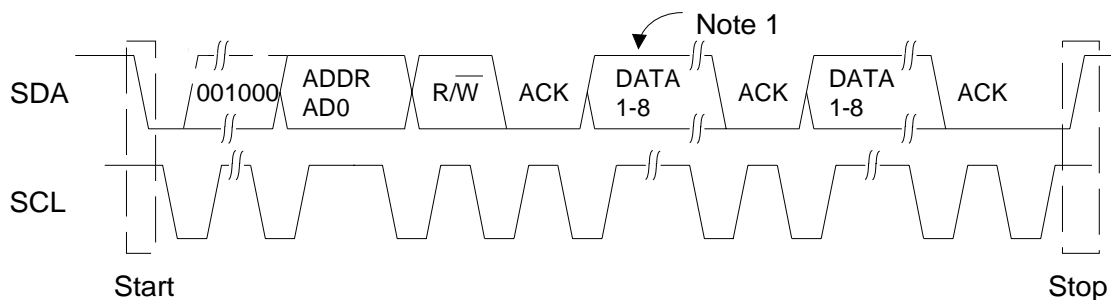 Note 1
SDA
001000
ADDR
AD0
R/W
ACK
DATA
1-8
ACK
DATA
1-8
ACK
SCL
Start
Stop